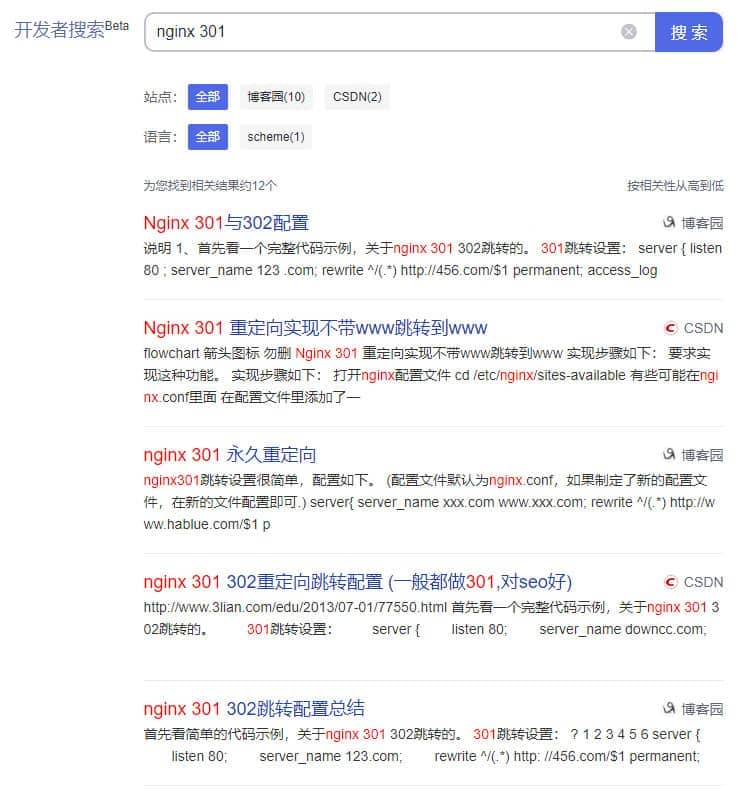 开发者搜索Beta
nginx 301
搜 索
站点： 全部 博客园(10) CSDN(2)
语言： 全部 scheme(1)
为您找到相关结果约12个 按相关性从高到低
Nginx 301与302配置 博客园
说明 1、首先看一个完整代码示例，关于nginx 301 302跳转的。 301跳转设置： server { listen
80 ; server_name 123 .com; rewrite ^/(.*) http://456.com/$1 permanent; access_log
Nginx 301 重定向实现不带www跳转到www CSDN
flowchart 箭头图标 勿删 Nginx 301 重定向实现不带www跳转到www 实现步骤如下： 要求实
现这种功能。 实现步骤如下： 打开nginx配置文件 cd /etc/nginx/sites-available 有些可能在ngi
nx.conf里面 在配置文件里添加了一
nginx 301 永久重定向 博客园
nginx301跳转设置很简单，配置如下。 (配置文件默认为nginx.conf，如果制定了新的配置文
件，在新的文件配置即可.) server{ server_name xxx.com www.xxx.com; rewrite ^/(.*) http://w
ww.hablue.com/$1 p
nginx 301 302重定向跳转配置 (一般都做301,对seo好) CSDN
http://www.3lian.com/edu/2013/07-01/77550.html 首先看一个完整代码示例，关于nginx 301 3
02跳转的。 301跳转设置： server { listen 80; server_name downcc.com;
nginx 301 302跳转配置总结 博客园
首先看简单的代码示例，关于nginx 301 302跳转的。 301跳转设置： ? 1 2 3 4 5 6 server {
listen 80; server_name 123.com; rewrite ^/(.*) http: //456.com/$1 permanent;